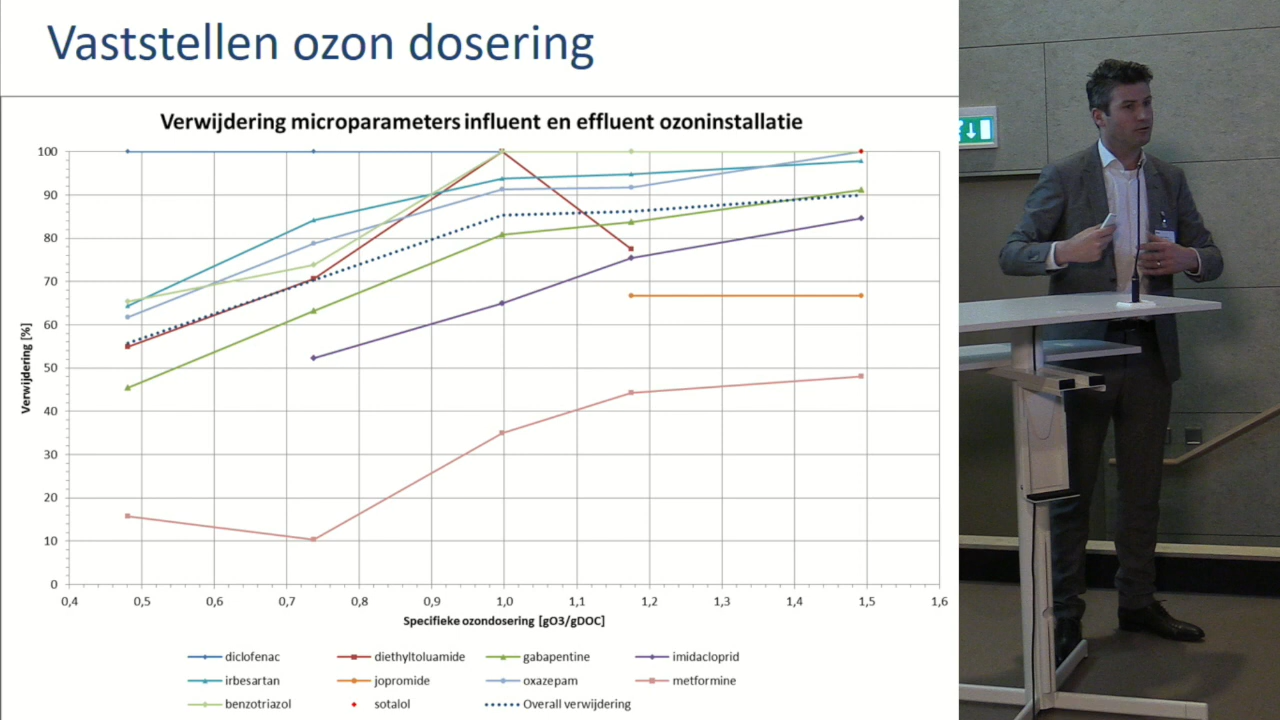 Vaststellen ozon dosering
Verwijdering microparameters influent en effluent ozoninstallatie
100
90
80
70
60
50
40
30
20
10
0
Verwijdering [%]
0,4 0,5 0,6 0,7 0,8 0,9 1,0 1,1 1,2 1,3 1,4 1,5 1,6
Specifieke ozondosering [gO3/gDOC]
diclofenac diethyltoluamide gabapentine imidacloprid
irbesartan jopromide oxazepam metformine
benzotriazol sotalol Overall verwijdering